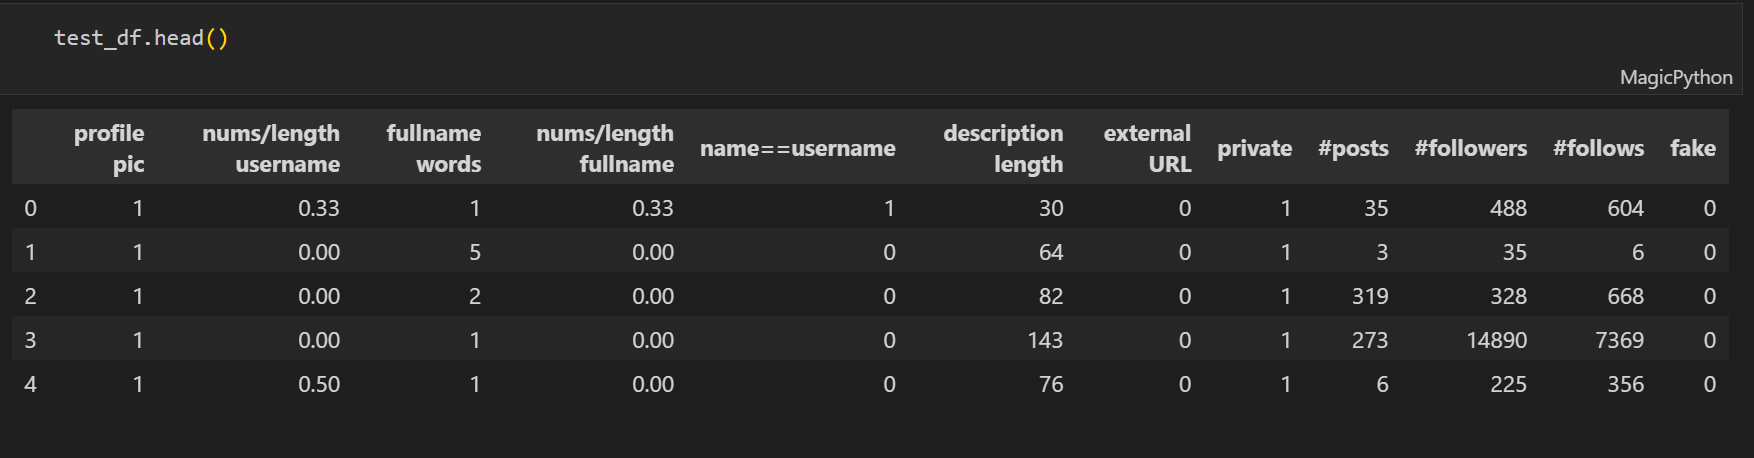 test_df.head()
MagicPython
profile pic nums/length username fullname words nums/length fullname name==username description length external URL private #posts #followers #follows fake
0 1 0.33 1 0.33 1 30 0 1 35 488 604 0
1 1 0.00 5 0.00 0 64 0 1 3 35 6 0
2 1 0.00 2 0.00 0 82 0 1 319 328 668 0
3 1 0.00 1 0.00 0 143 0 1 273 14890 7369 0
4 1 0.50 1 0.00 0 76 0 1 6 225 356 0